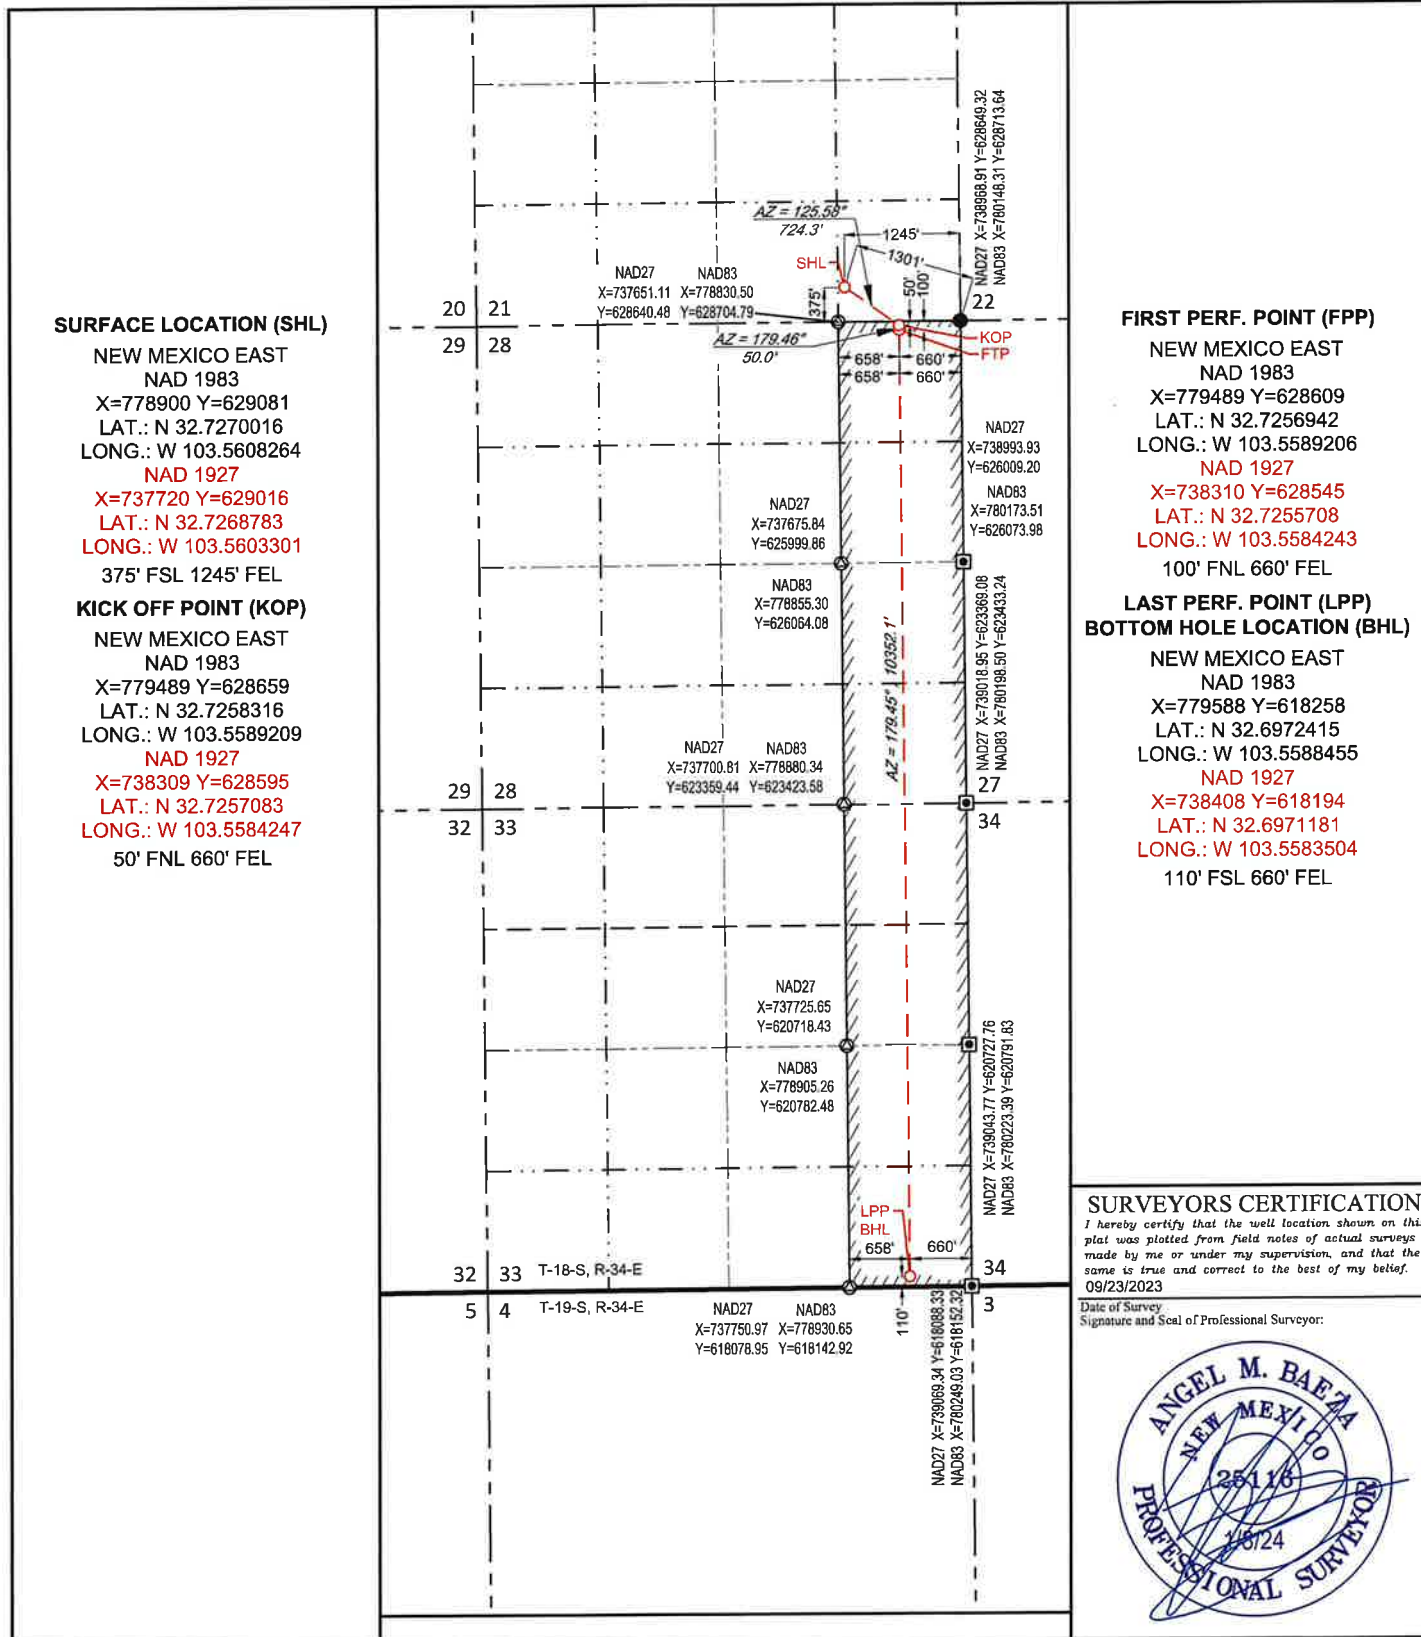 SURFACE LOCATION (SHL)
NEW MEXICO EAST
NAD 1983
X=778900 Y=629081
LAT.: N 32.7270016
LONG.: W 103.5608264
NAD 1927
X=737720 Y=629016
LAT.: N 32.7268783
LONG.: W 103.5603301
375' FSL 1245' FEL
KICK OFF POINT (KOP)
NEW MEXICO EAST
NAD 1983
X=779489 Y=628659
LAT.: N 32.7258316
LONG.: W 103.5589209
NAD 1927
X=738309 Y=628595
LAT.: N 32.7257083
LONG.: W 103.5584247
50' FNL 660' FEL
NAD27 X=738968.91 Y=628649.32
NAD83 X=780148.31 Y=628713.64
AZ = 125.58°
724.3'
1245'
1301'
SHL
375'
50'
100'
NAD27 NAD83
X=737651.11 X=778830.50
Y=628640.48 Y=628704.79
20 21
29 28
22
AZ = 179.46°
50.0'
KOP
FTP
658' 660'
658' 660'
NAD27
X=738993.93
Y=626009.20
NAD83
X=780173.51
Y=626073.98
NAD27
X=737675.84
Y=625999.86
NAD83
X=778855.30
Y=626064.08
AZ = 179.45° 10352.1'
NAD27 X=739018.95 Y=623369.08
NAD83 X=780198.50 Y=623433.24
NAD27 NAD83
X=737700.81 X=778880.34
Y=623359.44 Y=623423.58
29 28
32 33
27
34
NAD27
X=737725.65
Y=620718.43
NAD83
X=778905.26
Y=620782.48
NAD27 X=739043.77 Y=620727.76
NAD83 X=780223.39 Y=620791.83
LPP
BHL
658' 660'
110'
32 33 T-18-S, R-34-E
5 4 T-19-S, R-34-E
34
3
NAD27 NAD83
X=737750.97 X=778930.65
Y=618078.95 Y=618142.92
NAD27 X=739069.34 Y=618088.33
NAD83 X=780249.03 Y=618152.32
FIRST PERF. POINT (FPP)
NEW MEXICO EAST
NAD 1983
X=779489 Y=628609
LAT.: N 32.7256942
LONG.: W 103.5589206
NAD 1927
X=738310 Y=628545
LAT.: N 32.7255708
LONG.: W 103.5584243
100' FNL 660' FEL
LAST PERF. POINT (LPP)
BOTTOM HOLE LOCATION (BHL)
NEW MEXICO EAST
NAD 1983
X=779588 Y=618258
LAT.: N 32.6972415
LONG.: W 103.5588455
NAD 1927
X=738408 Y=618194
LAT.: N 32.6971181
LONG.: W 103.5583504
110' FSL 660' FEL
SURVEYORS CERTIFICATION
I hereby certify that the well location shown on this
plat was plotted from field notes of actual surveys
made by me or under my supervision, and that the
same is true and correct to the best of my belief.
09/23/2023
Date of Survey
Signature and Seal of Professional Surveyor:
ANGEL M. BAEZA
NEW MEXICO
25116
1/8/24
PROFESSIONAL SURVEYOR